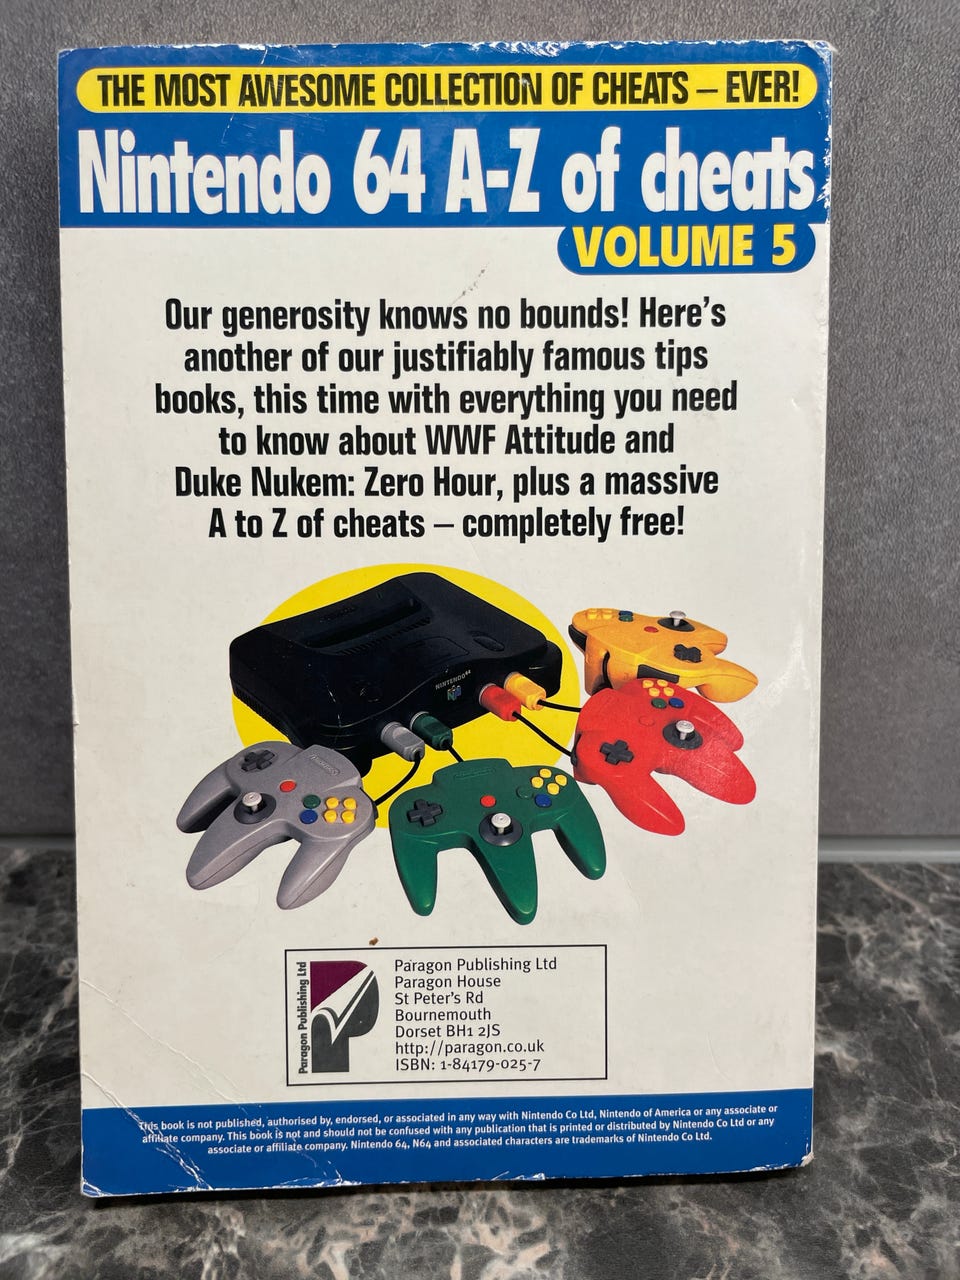 THE MOST AWESOME COLLECTION OF CHEATS – EVER!
Nintendo 64 A-Z of cheats
VOLUME 5
Our generosity knows no bounds! Here's
another of our justifiably famous tips
books, this time with everything you need
to know about WWF Attitude and
Duke Nukem: Zero Hour, plus a massive
A to Z of cheats – completely free!
NINTENDO 64
Paragon Publishing Ltd
Paragon Publishing Ltd
Paragon House
St Peter's Rd
Bournemouth
Dorset BH1 2JS
http://paragon.co.uk
ISBN: 1-84179-025-7
This book is not published, authorised by, endorsed, or associated in any way with Nintendo Co Ltd, Nintendo of America or any associate or
affiliate company. This book is not and should not be confused with any publication that is printed or distributed by Nintendo Co Ltd or any
associate or affiliate company. Nintendo 64, N64 and associated characters are trademarks of Nintendo Co Ltd.